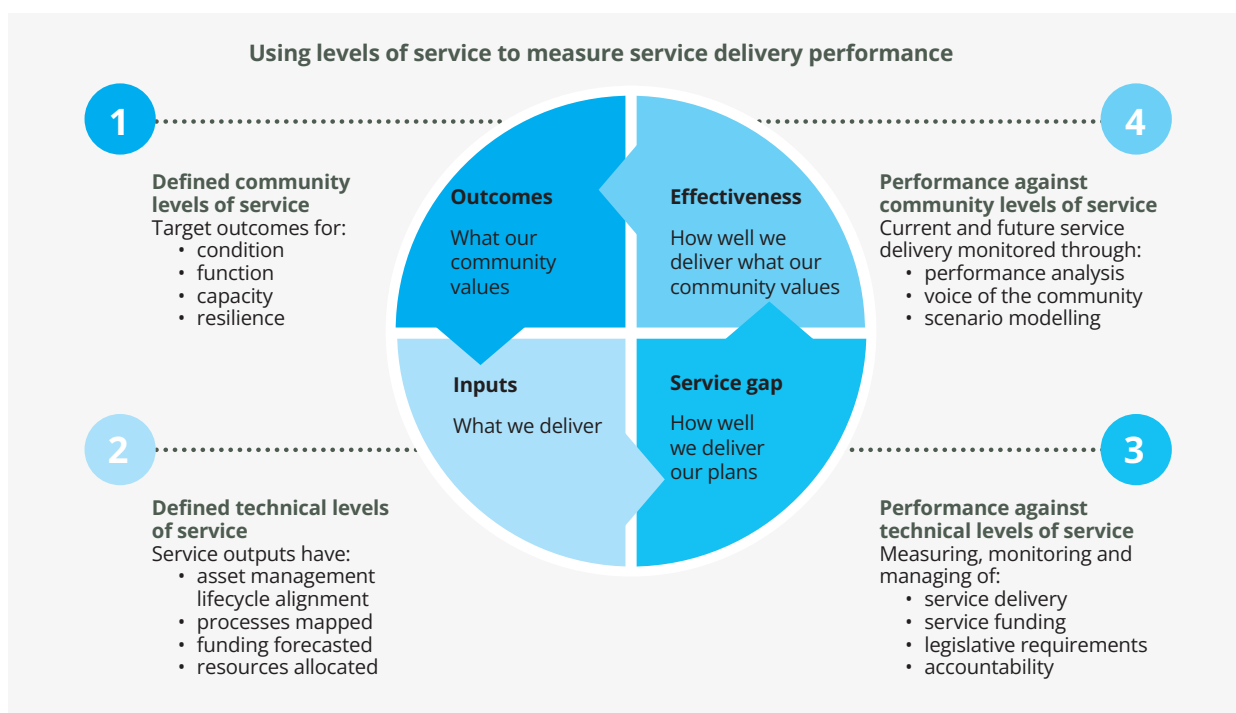 Using levels of service to measure service delivery performance
1
Defined community
levels of service
Target outcomes for:
• condition
• function
• capacity
• resilience
Outcomes
What our
community
values
Effectiveness
How well we
deliver what our
community values
4
Performance against
community levels of service
Current and future service
delivery monitored through:
• performance analysis
• voice of the community
• scenario modelling
2
Defined technical levels
of service
Service outputs have:
• asset management
lifecycle alignment
• processes mapped
• funding forecasted
• resources allocated
Inputs
What we deliver
Service gap
How well
we deliver
our plans
3
Performance against
technical levels of service
Measuring, monitoring and
managing of:
• service delivery
• service funding
• legislative requirements
• accountability